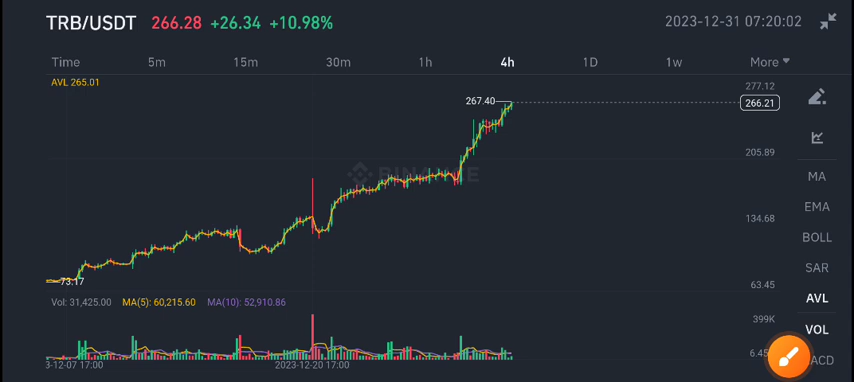 TRB/USDT 266.28 +26.34 +10.98% 2023-12-31 07:20:02
Time 5m 15m 30m 1h 4h 1D 1w More
AVL 265.01
277.12
267.40
266.21
205.89
BINANCE
MA
EMA
134.68
BOLL
SAR
73.17
63.45
Vol: 31,425.00 MA(5): 60,215.60 MA(10): 52,910.86
AVL
399K
VOL
6.45
ACD
3-12-07 17:00 2023-12-20 17:00